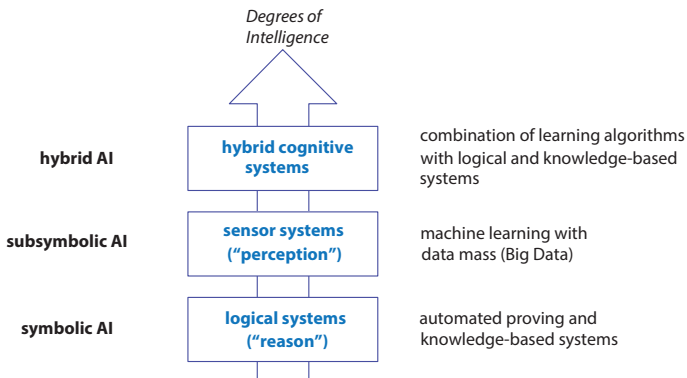 Degrees of
Intelligence
hybrid AI
hybrid cognitive
systems
combination of learning algorithms
with logical and knowledge-based
systems
subsymbolic AI
sensor systems
(“perception”)
machine learning with
data mass (Big Data)
symbolic AI
logical systems
(“reason”)
automated proving and
knowledge-based systems